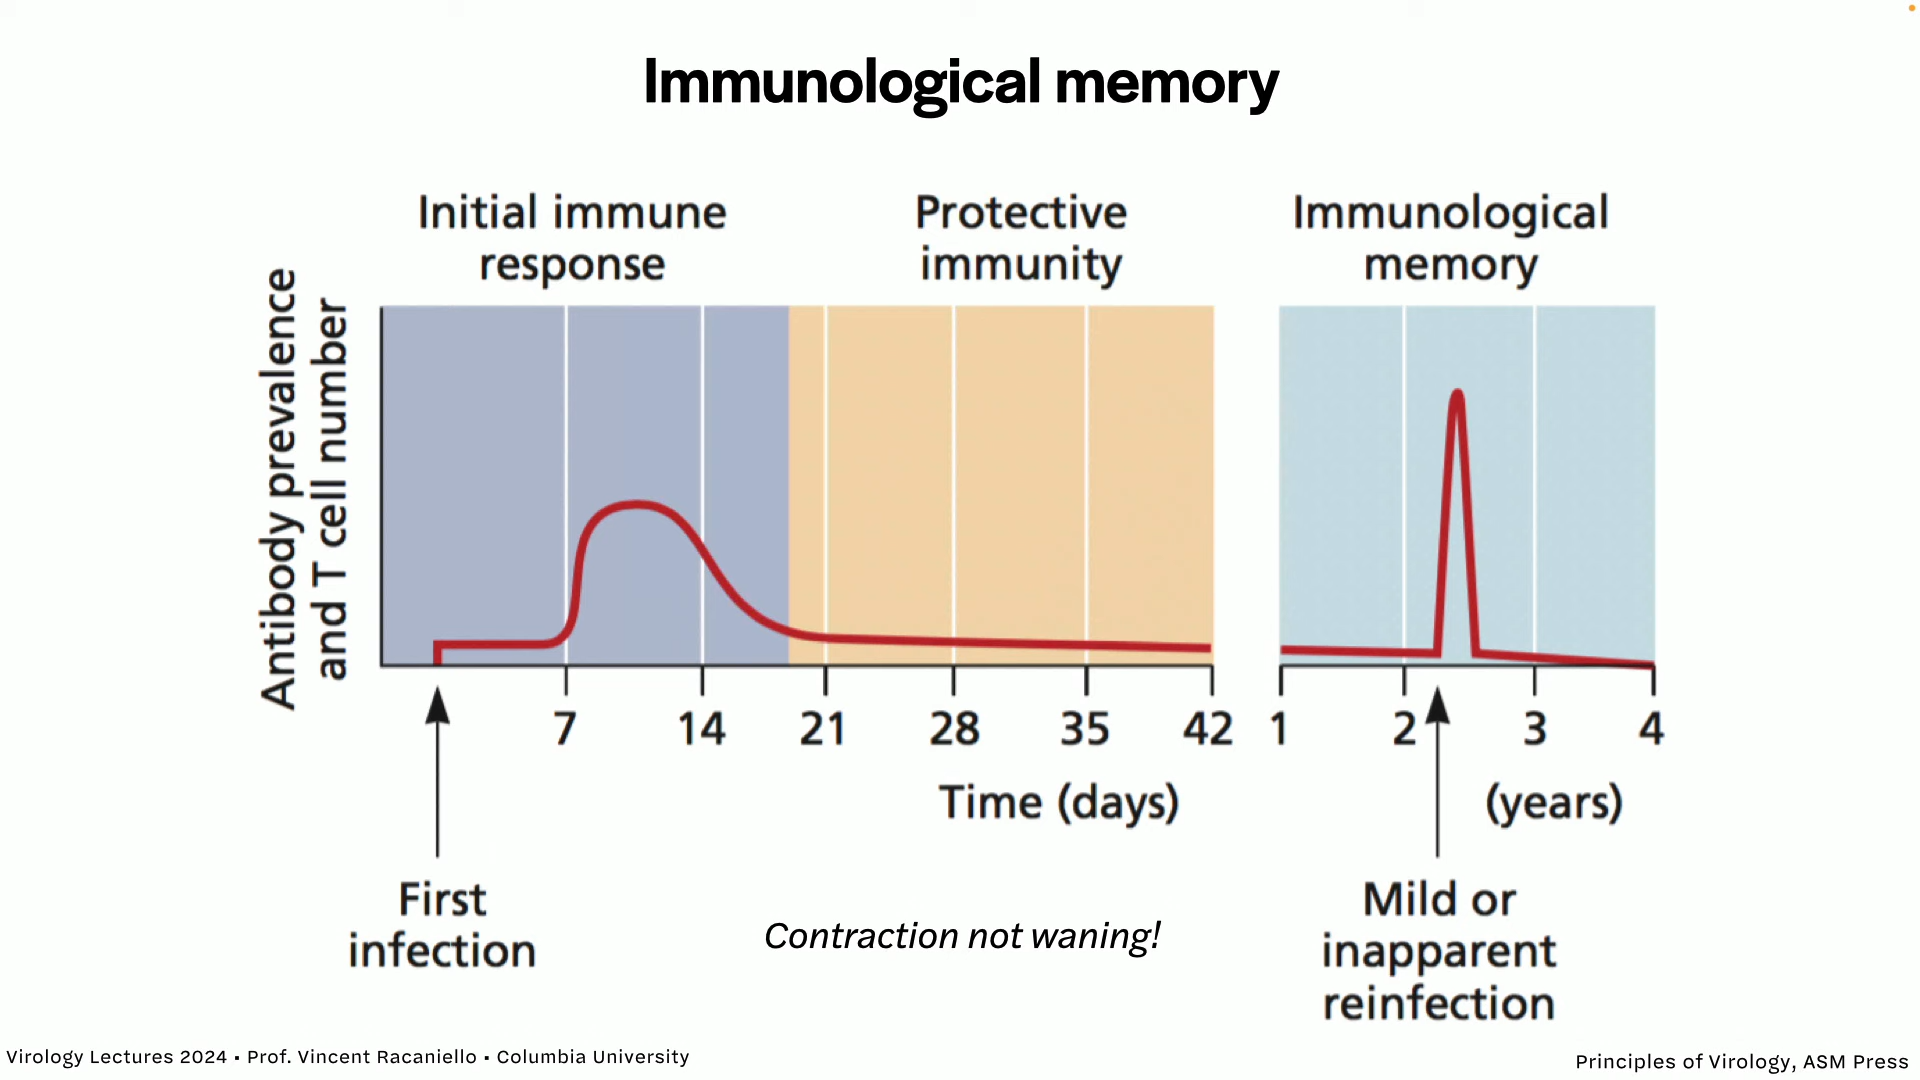 Immunological memory
Initial immune
response
Protective
immunity
Immunological
memory
Antibody prevalence
and T cell number
7 14 21 28 35 42 1 2 3 4
Time (days)
(years)
First
infection
Contraction not waning!
Mild or
inapparent
reinfection
Virology Lectures 2024 • Prof. Vincent Racaniello • Columbia University
Principles of Virology, ASM Press